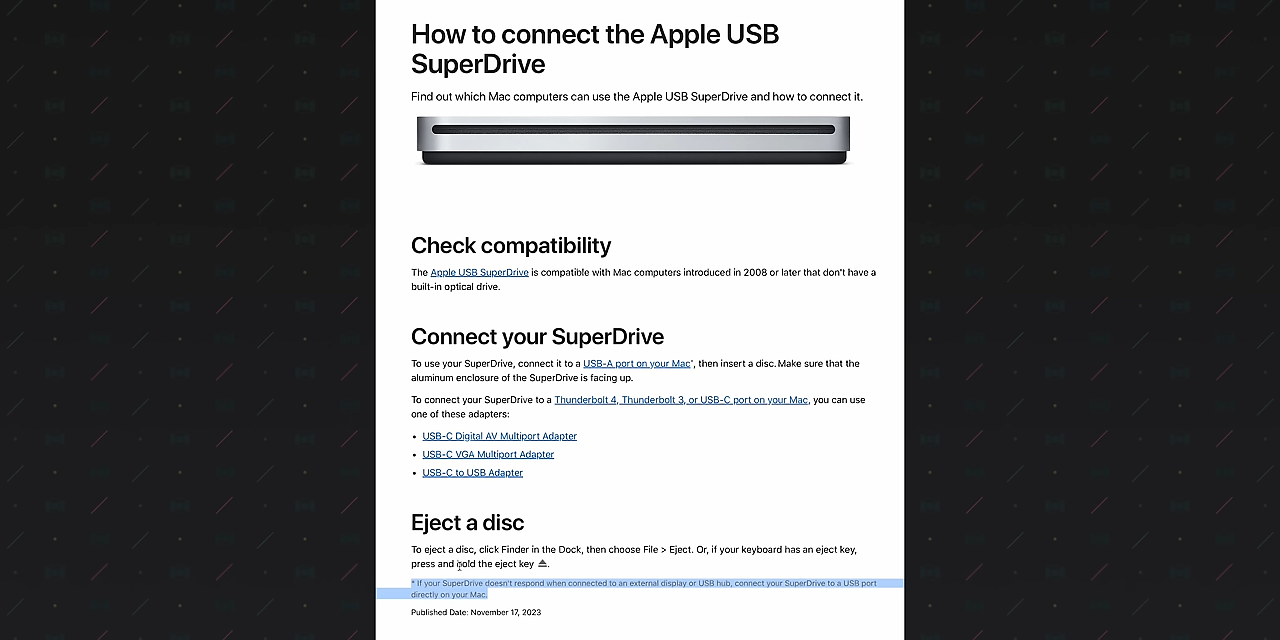 How to connect the Apple USB
SuperDrive
Find out which Mac computers can use the Apple USB SuperDrive and how to connect it.
Check compatibility
The Apple USB SuperDrive is compatible with Mac computers introduced in 2008 or later that don't have a
built-in optical drive.
Connect your SuperDrive
To use your SuperDrive, connect it to a USB-A port on your Mac*, then insert a disc. Make sure that the
aluminum enclosure of the SuperDrive is facing up.
To connect your SuperDrive to a Thunderbolt 4, Thunderbolt 3, or USB-C port on your Mac, you can use
one of these adapters:
• USB-C Digital AV Multiport Adapter
• USB-C VGA Multiport Adapter
• USB-C to USB Adapter
Eject a disc
To eject a disc, click Finder in the Dock, then choose File > Eject. Or, if your keyboard has an eject key,
press and hold the eject key ⏏.
* If your SuperDrive doesn't respond when connected to an external display or USB hub, connect your SuperDrive to a USB port
directly on your Mac.
Published Date: November 17, 2023